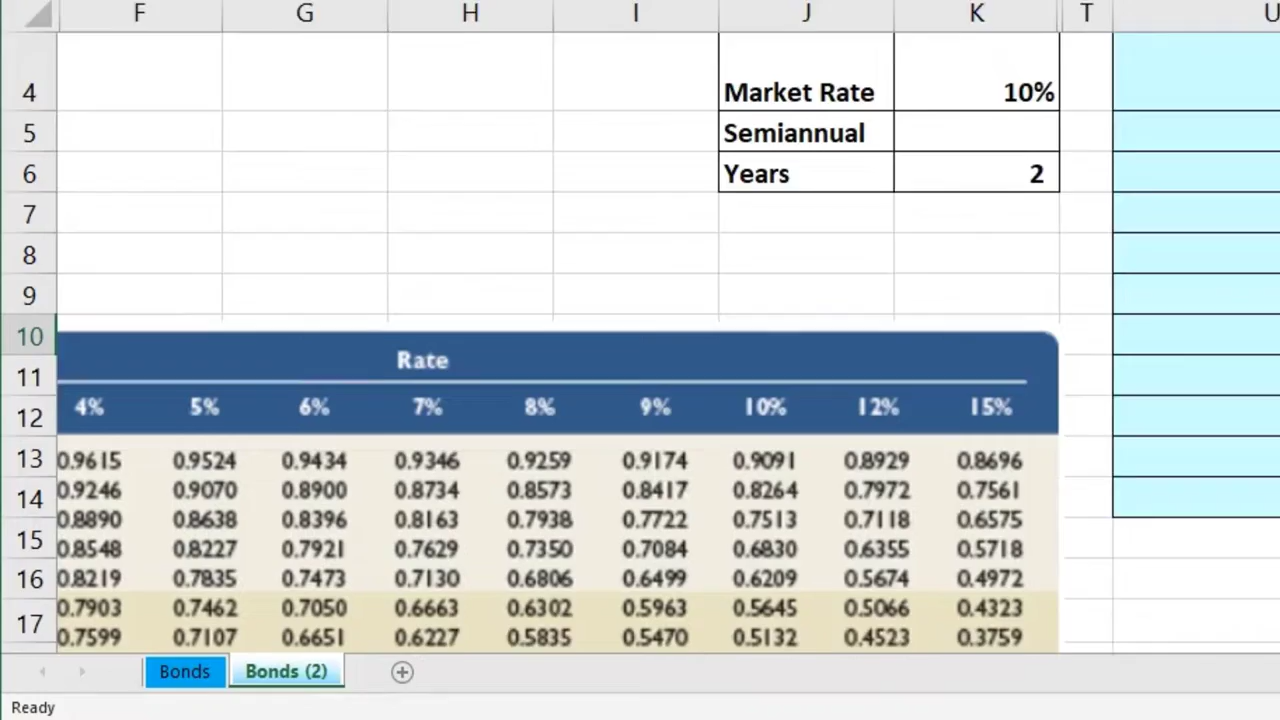 F G H I J K T U
4 Market Rate 10%
5 Semiannual
6 Years 2
7
8
9
10
Rate
11
12 4% 5% 6% 7% 8% 9% 10% 12% 15%
13 0.9615 0.9524 0.9434 0.9346 0.9259 0.9174 0.9091 0.8929 0.8696
14 0.9246 0.9070 0.8900 0.8734 0.8573 0.8417 0.8264 0.7972 0.7561
0.8890 0.8638 0.8396 0.8163 0.7938 0.7722 0.7513 0.7118 0.6575
15 0.8548 0.8227 0.7921 0.7629 0.7350 0.7084 0.6830 0.6355 0.5718
16 0.8219 0.7835 0.7473 0.7130 0.6806 0.6499 0.6209 0.5674 0.4972
17 0.7903 0.7462 0.7050 0.6663 0.6302 0.5963 0.5645 0.5066 0.4323
0.7599 0.7107 0.6651 0.6227 0.5835 0.5470 0.5132 0.4523 0.3759
Bonds Bonds (2)
Ready